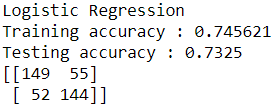 Logistic Regression
Training accuracy : 0.745621
Testing accuracy : 0.7325
[[149  55]
 [ 52 144]]